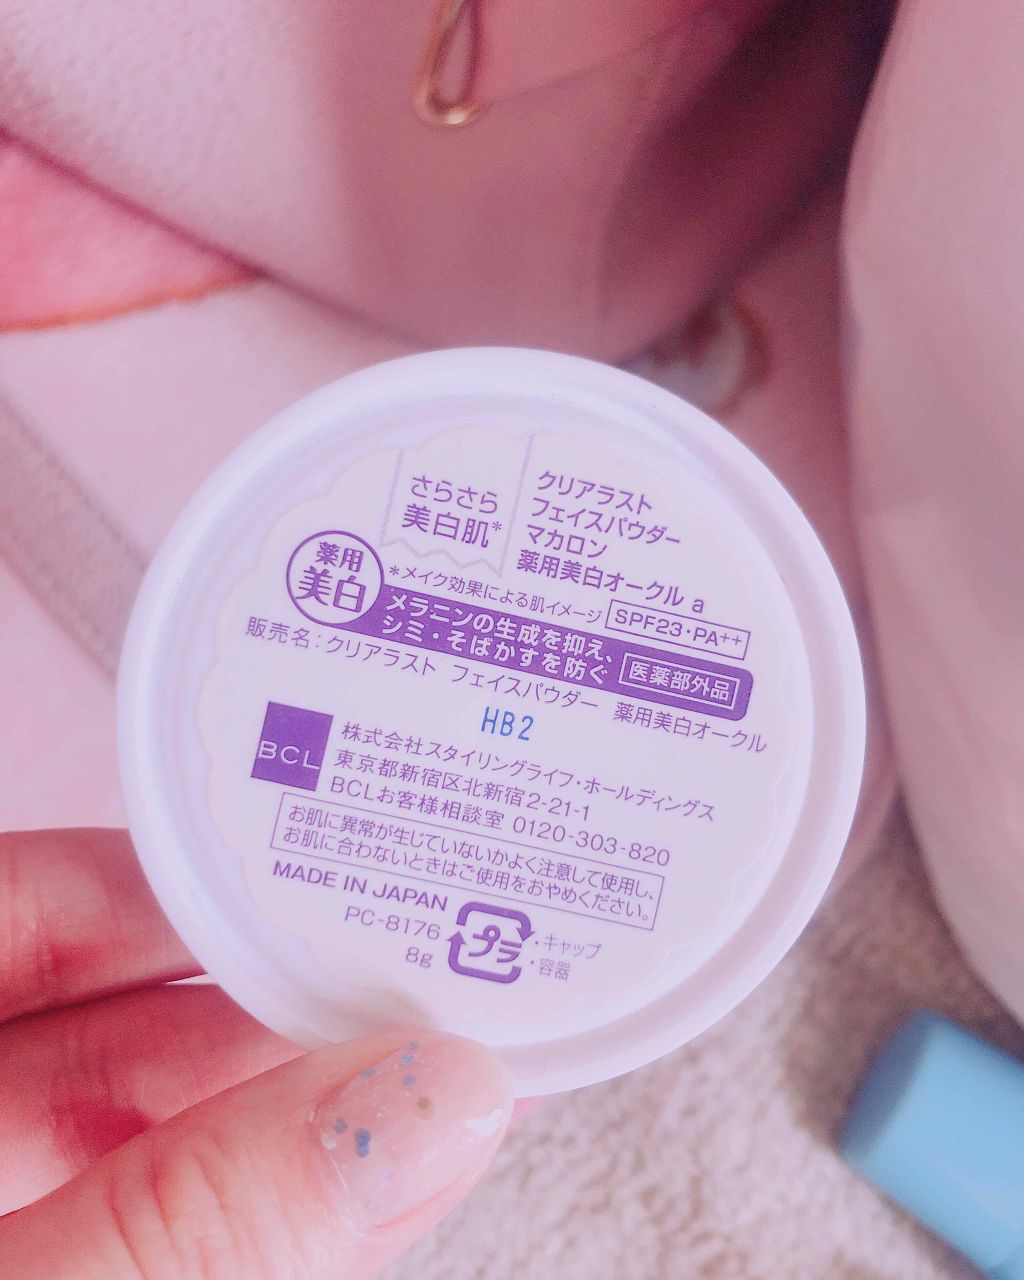 さらさら
美白肌*
クリアラスト
フェイスパウダー
マカロン
薬用美白オークル a
薬用
美白
*メイク効果による肌イメージ
SPF23・PA++
メラニンの生成を抑え、
シミ・そばかすを防ぐ
医薬部外品
販売名:クリアラスト フェイスパウダー 薬用美白オークル
HB2
BCL
株式会社スタイリングライフ・ホールディングス
東京都新宿区北新宿2-21-1
BCLお客様相談室 0120-303-820
お肌に異常が生じていないかよく注意して使用し、
お肌に合わないときはご使用をおやめください。
MADE IN JAPAN
PC-8176
8g
プラ
・キャップ
・容器